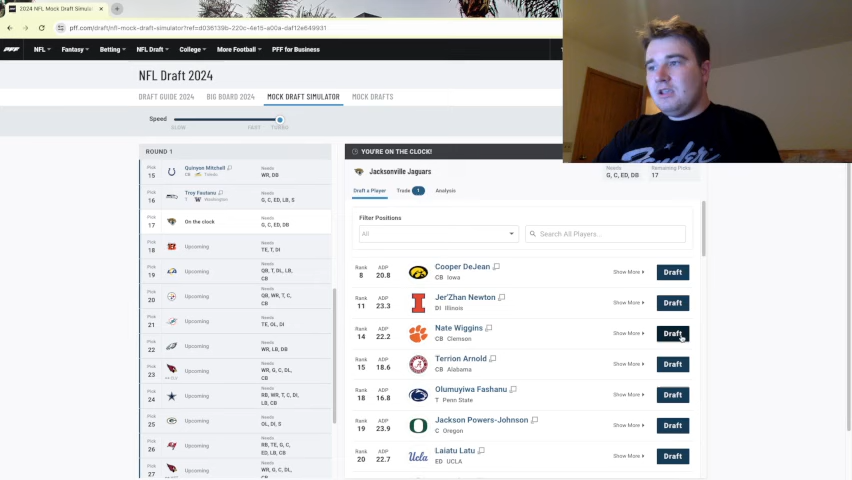 2024 NFL Mock Draft Simulato
pff.com/draft/nfl-mock-draft-simulator?ref=d036139b-220c-4e15-a00a-daf12e649931
PFF NFL Fantasy Betting NFL Draft College More Football PFF for Business
NFL Draft 2024
DRAFT GUIDE 2024 BIG BOARD 2024 MOCK DRAFT SIMULATOR MOCK DRAFTS
Speed
SLOW FAST TURBO
ROUND 1
Pick 15 Quinyon Mitchell CB Toledo Needs WR, DB
Pick 16 Troy Fautanu T Washington Needs G, C, ED, LB, S
Pick 17 On the clock Needs G, C, ED, DB
Pick 18 Upcoming Needs TE, T, DI
Pick 19 Upcoming Needs QB, T, DL, LB, CB
Pick 20 Upcoming Needs QB, WR, T, C, CB
Pick 21 Upcoming Needs TE, OL, DI
Pick 22 Upcoming Needs WR, LB, DB
Pick 23 Upcoming Needs WR, G, C, DL, CB
Pick 24 Upcoming Needs RB, WR, T, C, DI, LB, CB
Pick 25 Upcoming Needs OL, DI, S
Pick 26 Upcoming Needs RB, TE, G, C, ED, LB, CB
Pick 27 Upcoming Needs WR, G, C, DL,
YOU'RE ON THE CLOCK!
Jacksonville Jaguars
Needs G, C, ED, DB
Remaining Picks 17
Draft a Player Trade 1 Analysis
Filter Positions
All
Search All Players...
Rank 8 ADP 20.8 Cooper DeJean CB Iowa Show More Draft
Rank 11 ADP 23.3 Jer'Zhan Newton DI Illinois Show More Draft
Rank 14 ADP 22.2 Nate Wiggins CB Clemson Show More Draft
Rank 15 ADP 18.6 Terrion Arnold CB Alabama Show More Draft
Rank 18 ADP 16.8 Olumuyiwa Fashanu T Penn State Show More Draft
Rank 19 ADP 23.9 Jackson Powers-Johnson C Oregon Show More Draft
Rank 20 ADP 22.7 Ucla Laiatu Latu ED UCLA Show More Draft
Fender